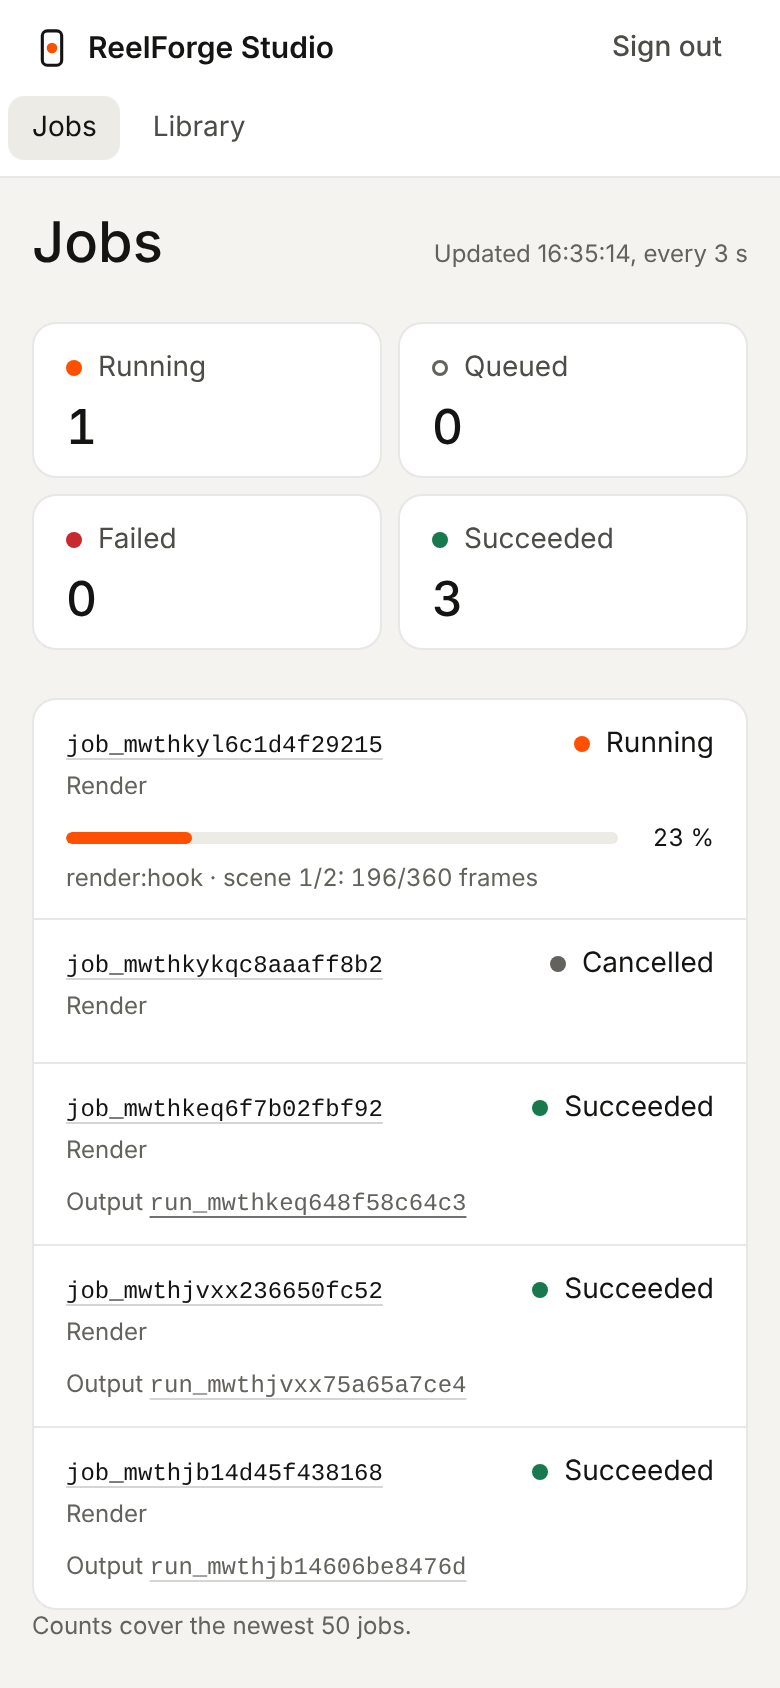 ReelForge Studio
Sign out
Jobs
Library
Jobs
Updated 16:35:14, every 3 s
Running
1
Queued
0
Failed
0
Succeeded
3
job_mwthkyl6c1d4f29215
Running
Render
23 %
render:hook · scene 1/2: 196/360 frames
job_mwthkykqc8aaaff8b2
Cancelled
Render
job_mwthkeq6f7b02fbf92
Succeeded
Render
Output run_mwthkeq648f58c64c3
job_mwthjvxx236650fc52
Succeeded
Render
Output run_mwthjvxx75a65a7ce4
job_mwthjb14d45f438168
Succeeded
Render
Output run_mwthjb14606be8476d
Counts cover the newest 50 jobs.